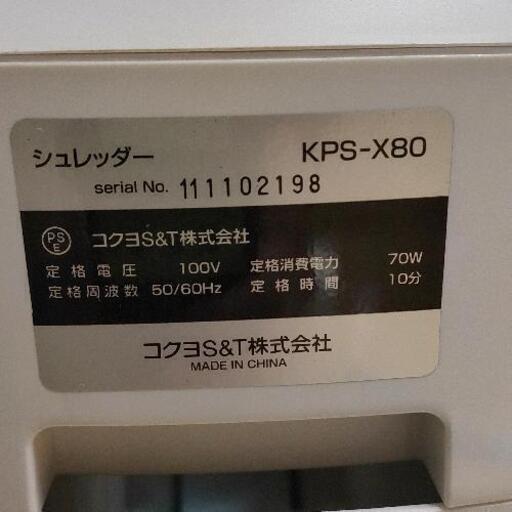 シュレッダー KPS-X80
serial No. 111102198
PS E コクヨS&T株式会社
定格電圧 100V 定格消費電力 70W
定格周波数 50/60Hz 定格時間 10分
コクヨS&T株式会社
MADE IN CHINA